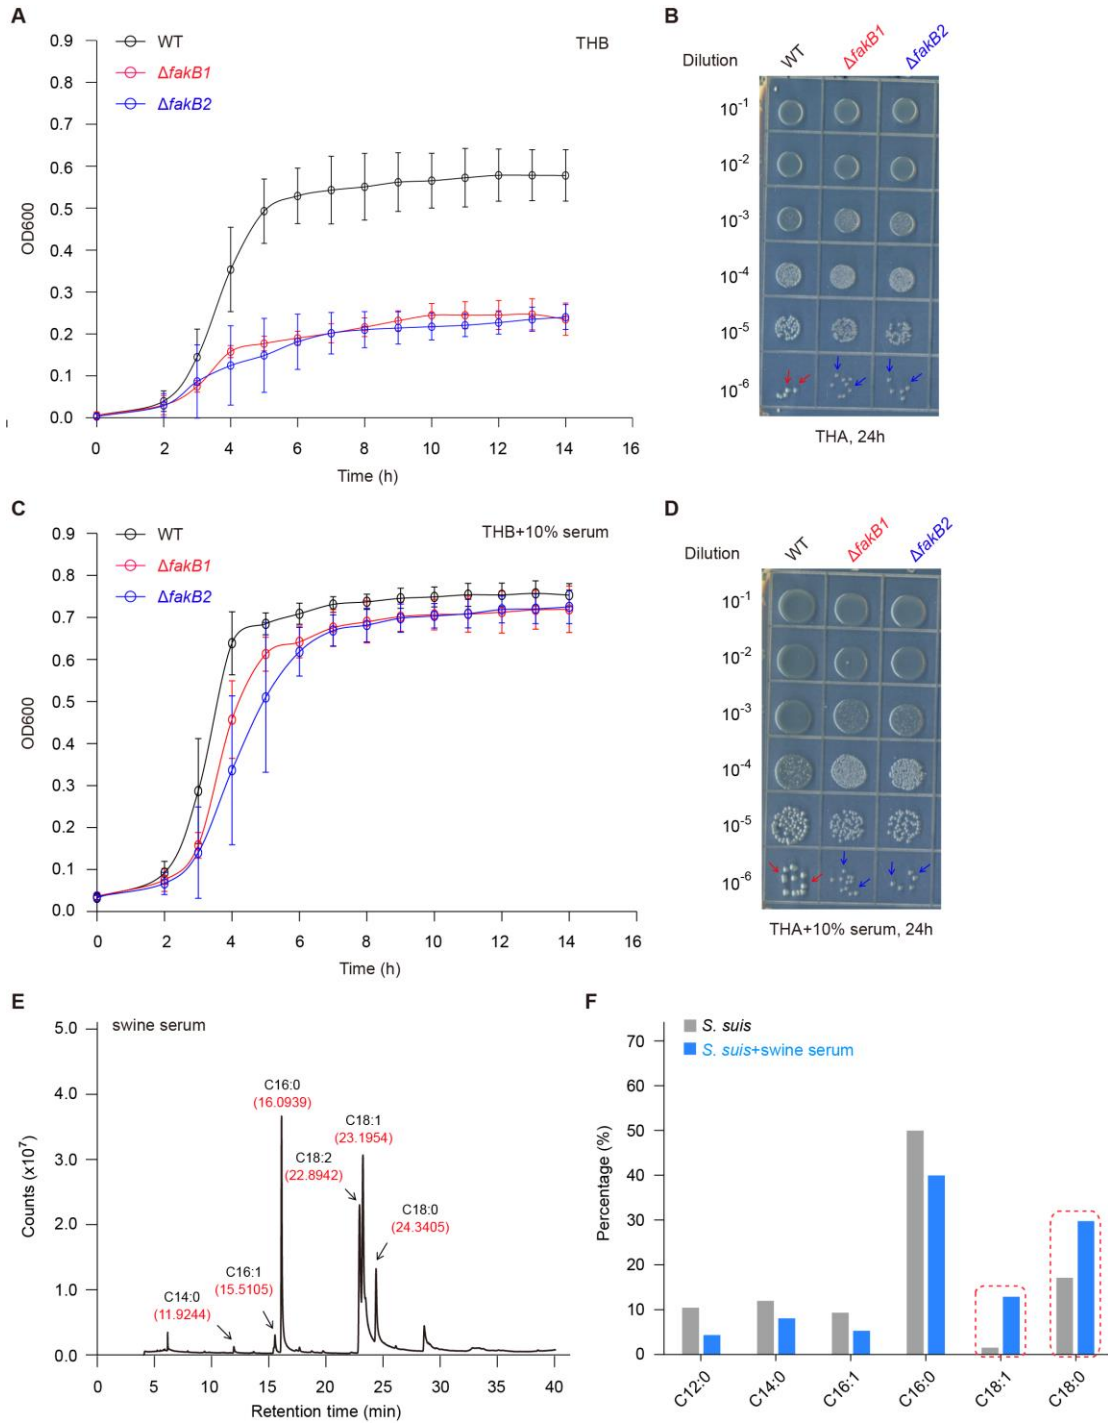 A
0.9
0.8
0.7
0.6
0.5
0.4
0.3
0.2
0.1
0.0
OD600
WT
ΔfakB1
ΔfakB2
THB
0 2 4 6 8 10 12 14 16
Time (h)
B
Dilution WT ΔfakB1 ΔfakB2
10-1
10-2
10-3
10-4
10-5
10-6
THA, 24h
C
0.9
0.8
0.7
0.6
0.5
0.4
0.3
0.2
0.1
0.0
OD600
WT
ΔfakB1
ΔfakB2
THB+10% serum
0 2 4 6 8 10 12 14 16
Time (h)
D
Dilution WT ΔfakB1 ΔfakB2
10-1
10-2
10-3
10-4
10-5
10-6
THA+10% serum, 24h
E
swine serum
5.0
4.0
3.0
2.0
1.0
0.0
Counts (x10^7)
C14:0
(11.9244)
C16:1
(15.5105)
C16:0
(16.0939)
C18:2
(22.8942)
C18:1
(23.1954)
C18:0
(24.3405)
0 5 10 15 20 25 30 35 40
Retention time (min)
F
S. suis
S. suis+swine serum
70
60
50
40
30
20
10
0
Percentage (%)
C12:0 C14:0 C16:1 C16:0 C18:1 C18:0